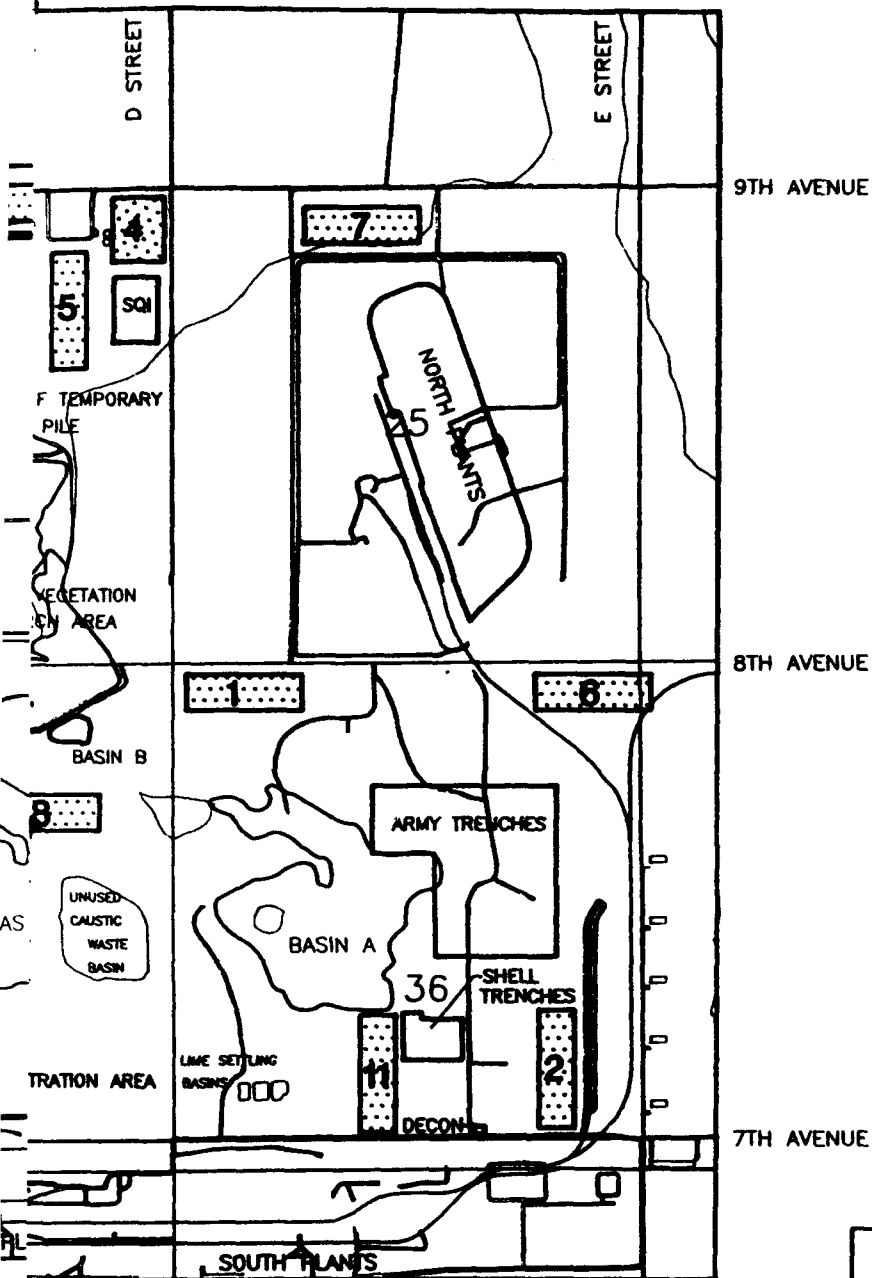 D STREET
E STREET
9TH AVENUE
4
7
5
SQI
F TEMPORARY
PILE
NORTH PLANTS
25
VEGETATION
CH AREA
8TH AVENUE
1
6
BASIN B
8
ARMY TRENCHES
UNUSED
CAUSTIC
WASTE
BASIN
AS
BASIN A
36
SHELL
TRENCHES
LIME SETTLING
BASINS
TRATION AREA
11
2
DECON
7TH AVENUE
SOUTH PLANTS